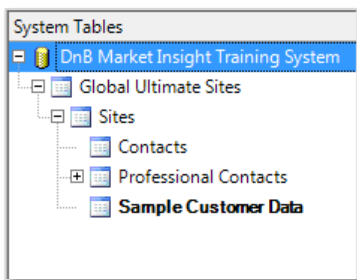 System Tables
DnB Market Insight Training System
Global Ultimate Sites
Sites
Contacts
Professional Contacts
Sample Customer Data